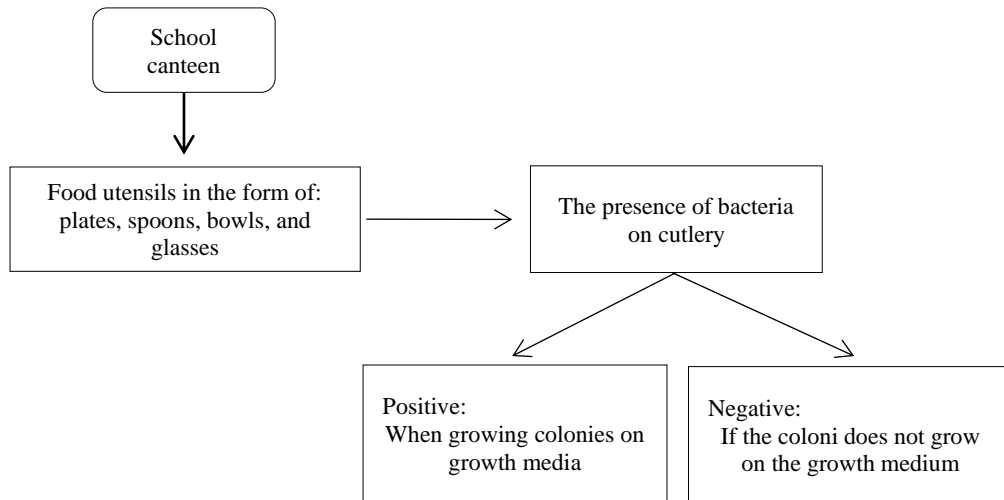 School
canteen
Food utensils in the form of:
plates, spoons, bowls, and
glasses
The presence of bacteria
on cutlery
Positive:
When growing colonies on
growth media
Negative:
If the coloni does not grow
on the growth medium